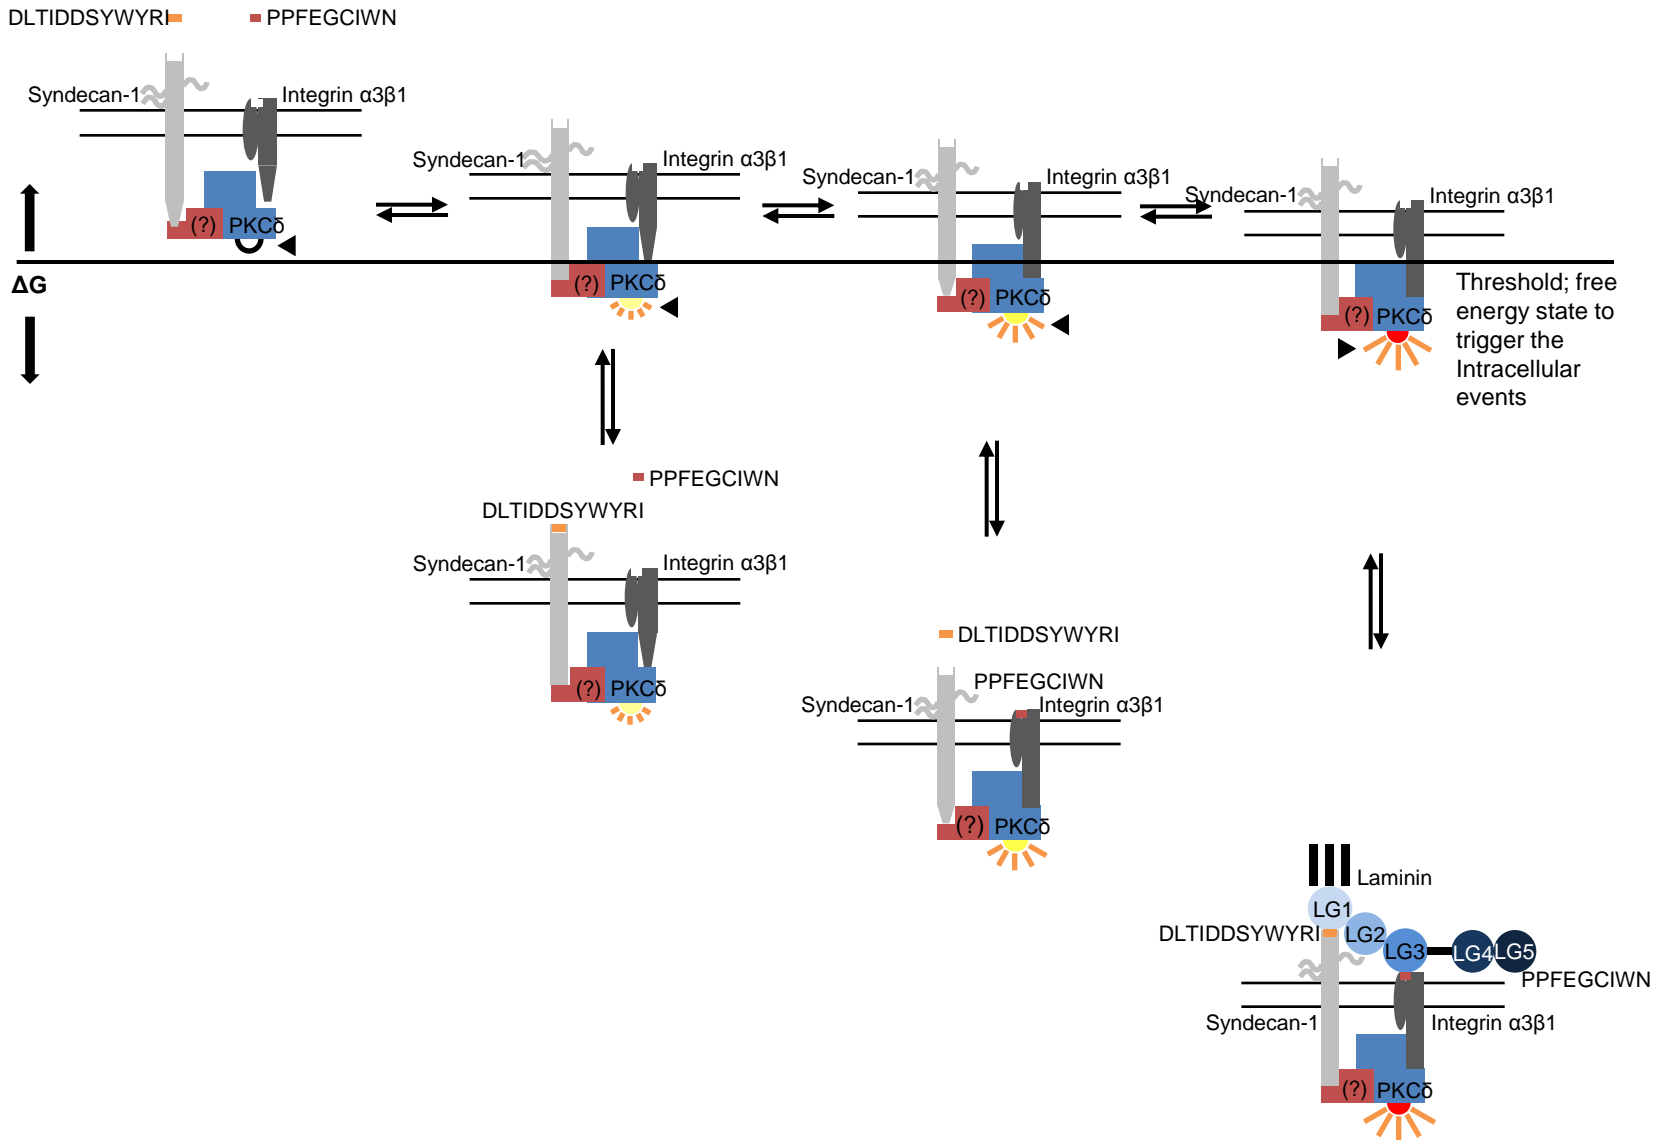 DLTIDDSYWYRI
PPFEGCIWN
Syndecan-1
Integrin α3β1
(?)
PKCδ
Syndecan-1
Integrin α3β1
(?)
PKCδ
Syndecan-1
Integrin α3β1
(?)
PKCδ
Syndecan-1
Integrin α3β1
(?)
PKCδ
ΔG
Threshold; free
energy state to
trigger the
Intracellular
events
PPFEGCIWN
DLTIDDSYWYRI
Syndecan-1
Integrin α3β1
(?)
PKCδ
DLTIDDSYWYRI
PPFEGCIWN
Syndecan-1
Integrin α3β1
(?)
PKCδ
Laminin
LG1
DLTIDDSYWYRI
LG2
LG3
LG4
LG5
PPFEGCIWN
Syndecan-1
Integrin α3β1
(?)
PKCδ